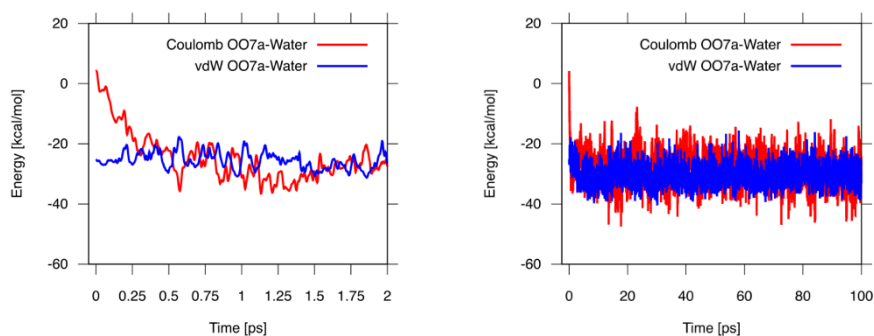 20
0
-20
-40
-60
Energy [kcal/mol]
Coulomb OO7a-Water
vdW OO7a-Water
0 0.25 0.5 0.75 1 1.25 1.5 1.75 2
Time [ps]
20
0
-20
-40
-60
Energy [kcal/mol]
Coulomb OO7a-Water
vdW OO7a-Water
0 20 40 60 80 100
Time [ps]